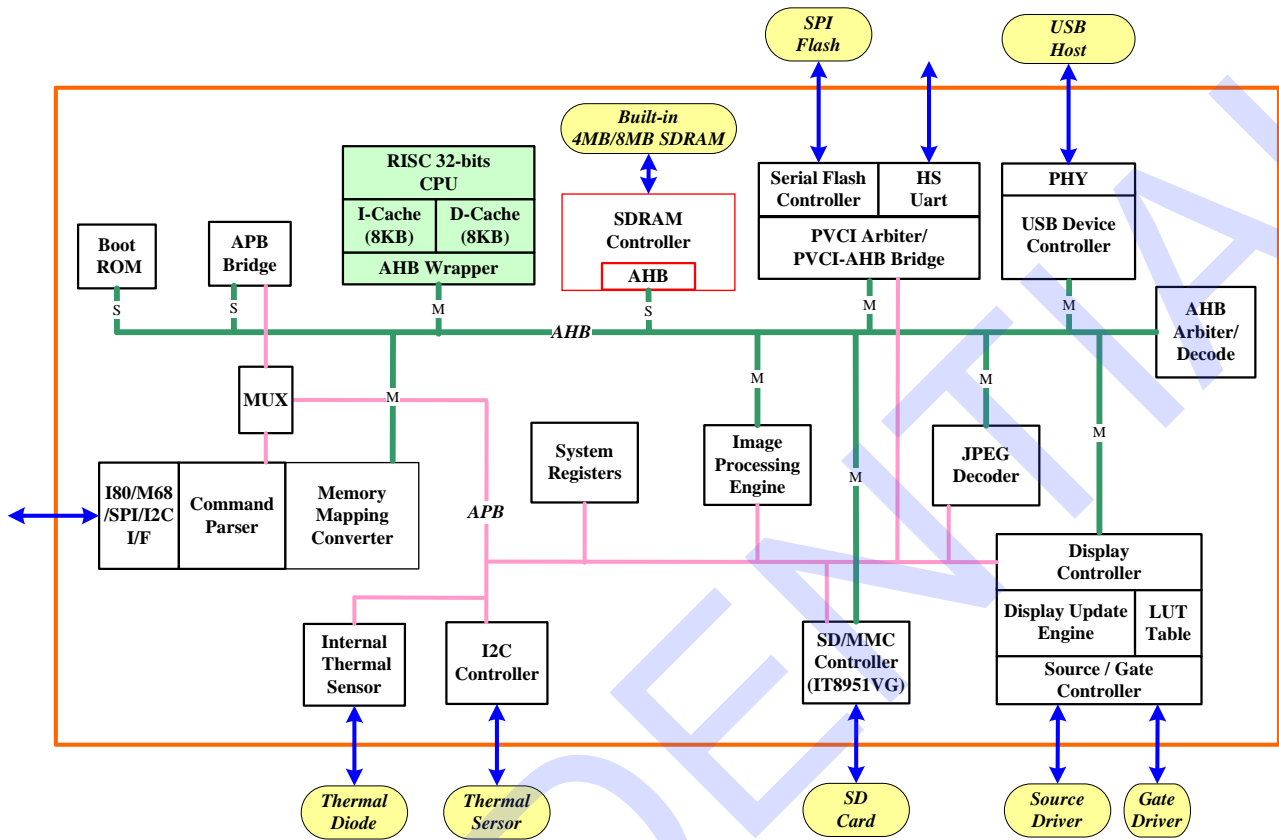 SPI
Flash
USB
Host
Built-in
4MB/8MB SDRAM
RISC 32-bits
CPU
I-Cache
(8KB)
D-Cache
(8KB)
AHB Wrapper
SDRAM
Controller
AHB
Serial Flash
Controller
HS
Uart
PVCI Arbiter/
PVCI-AHB Bridge
PHY
USB Device
Controller
Boot
ROM
APB
Bridge
AHB
Arbiter/
Decode
S
S
M
S
M
M
AHB
MUX
M
M
M
M
M
System
Registers
Image
Processing
Engine
JPEG
Decoder
I80/M68
/SPI/I2C
I/F
Command
Parser
Memory
Mapping
Converter
APB
Display
Controller
Display Update
Engine
LUT
Table
Source / Gate
Controller
Internal
Thermal
Sensor
I2C
Controller
SD/MMC
Controller
(IT8951VG)
Thermal
Diode
Thermal
Sersor
SD
Card
Source
Driver
Gate
Driver
DENTIAL